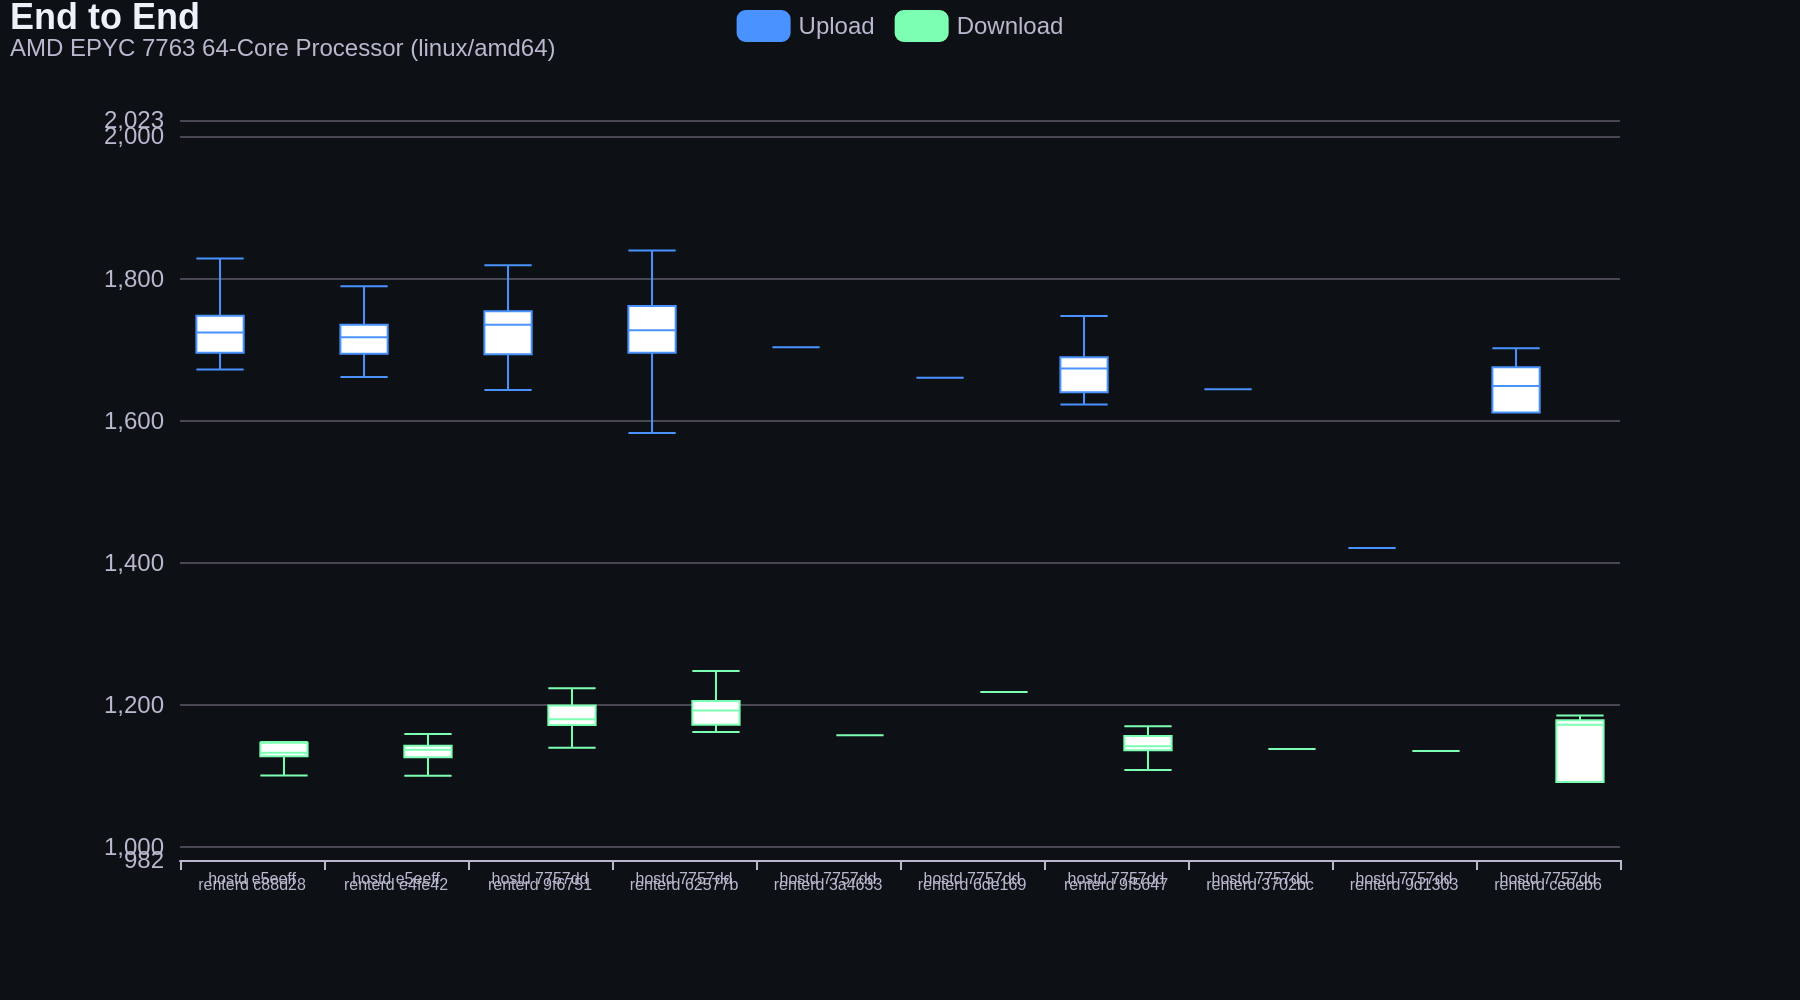 End to End
AMD EPYC 7763 64-Core Processor (linux/amd64)
Upload
Download
2,023
2,000
1,800
1,600
1,400
1,200
1,000
982
hostd e5eeff
renterd c88d28
hostd e5eeff
renterd e4fe42
hostd 7757dd
renterd 9f6751
hostd 7757dd
renterd 62577b
hostd 7757dd
renterd 3a4633
hostd 7757dd
renterd 6de169
hostd 7757dd
renterd 9f5647
hostd 7757dd
renterd 3702bc
hostd 7757dd
renterd 9d1303
hostd 7757dd
renterd ce6eb6